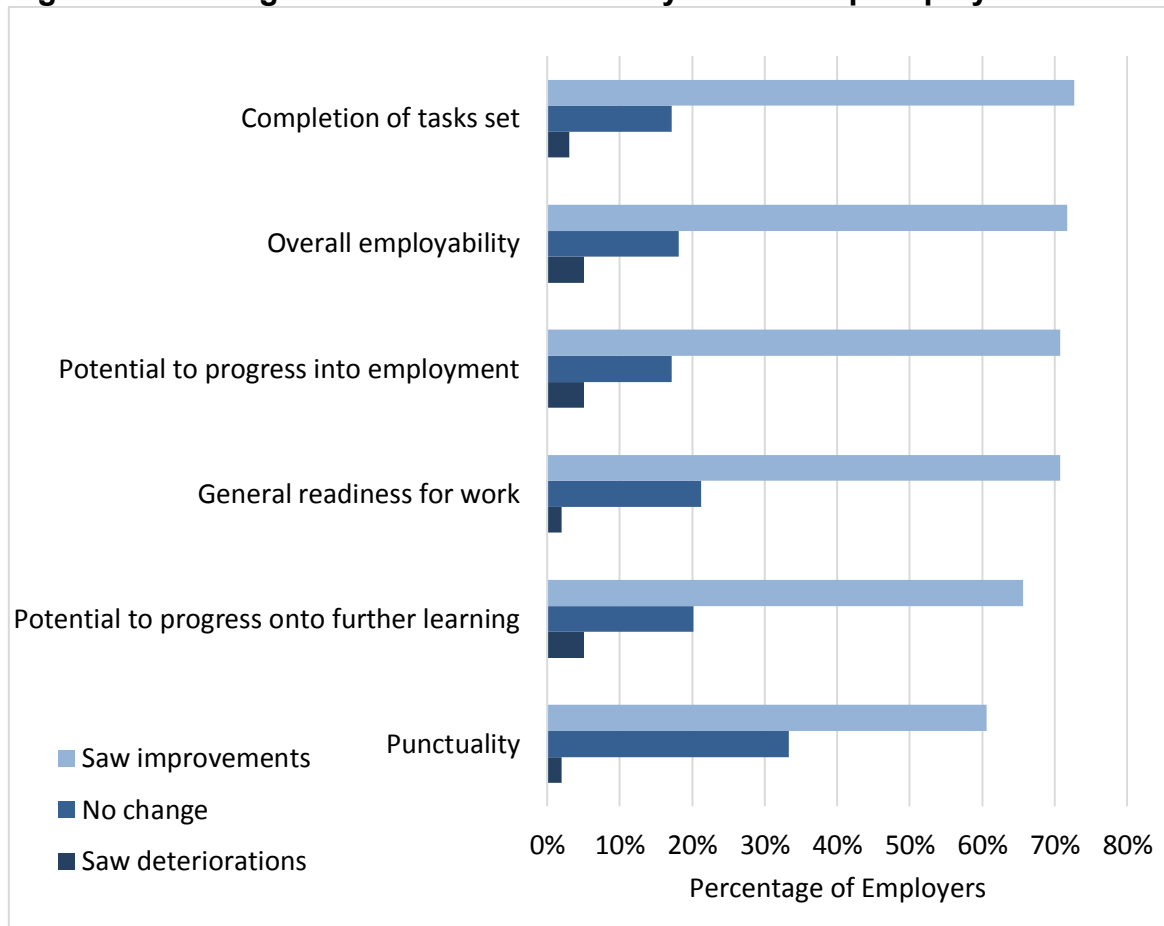 Completion of tasks set
Overall employability
Potential to progress into employment
General readiness for work
Potential to progress onto further learning
Punctuality
Saw improvements
No change
Saw deteriorations
0% 10% 20% 30% 40% 50% 60% 70% 80%
Percentage of Employers